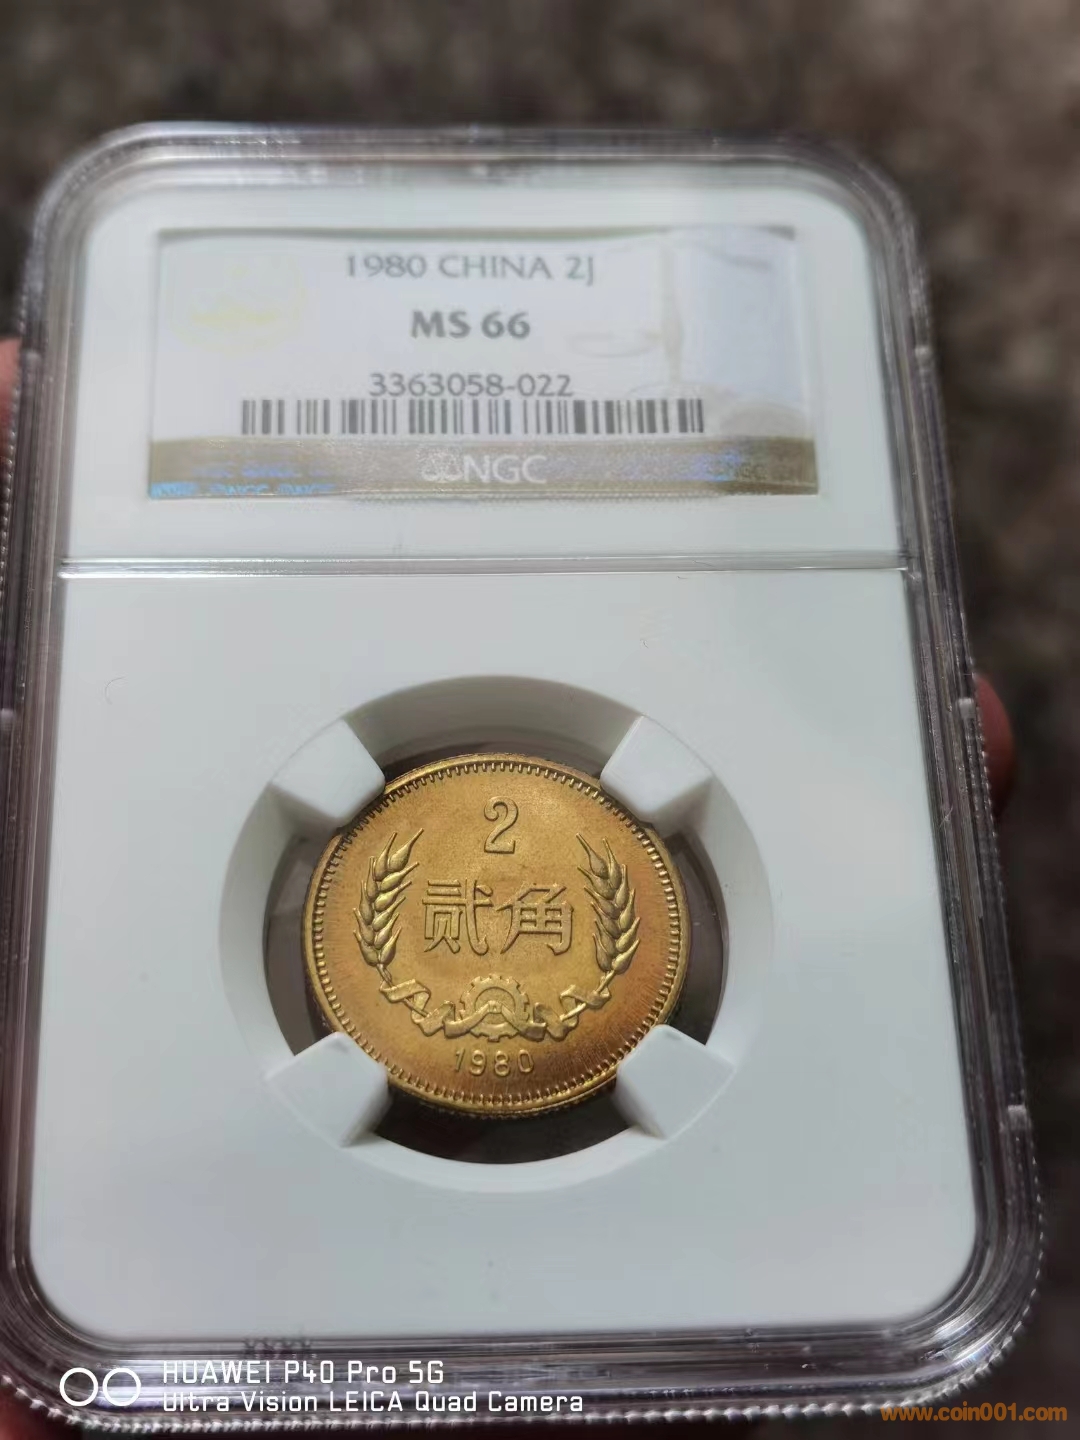 1980 CHINA 2J
MS 66
3363058-022
NGC
2
贰角
1980
HUAWEI P40 Pro 5G
Ultra Vision LEICA Quad Camera
www.coin001.com